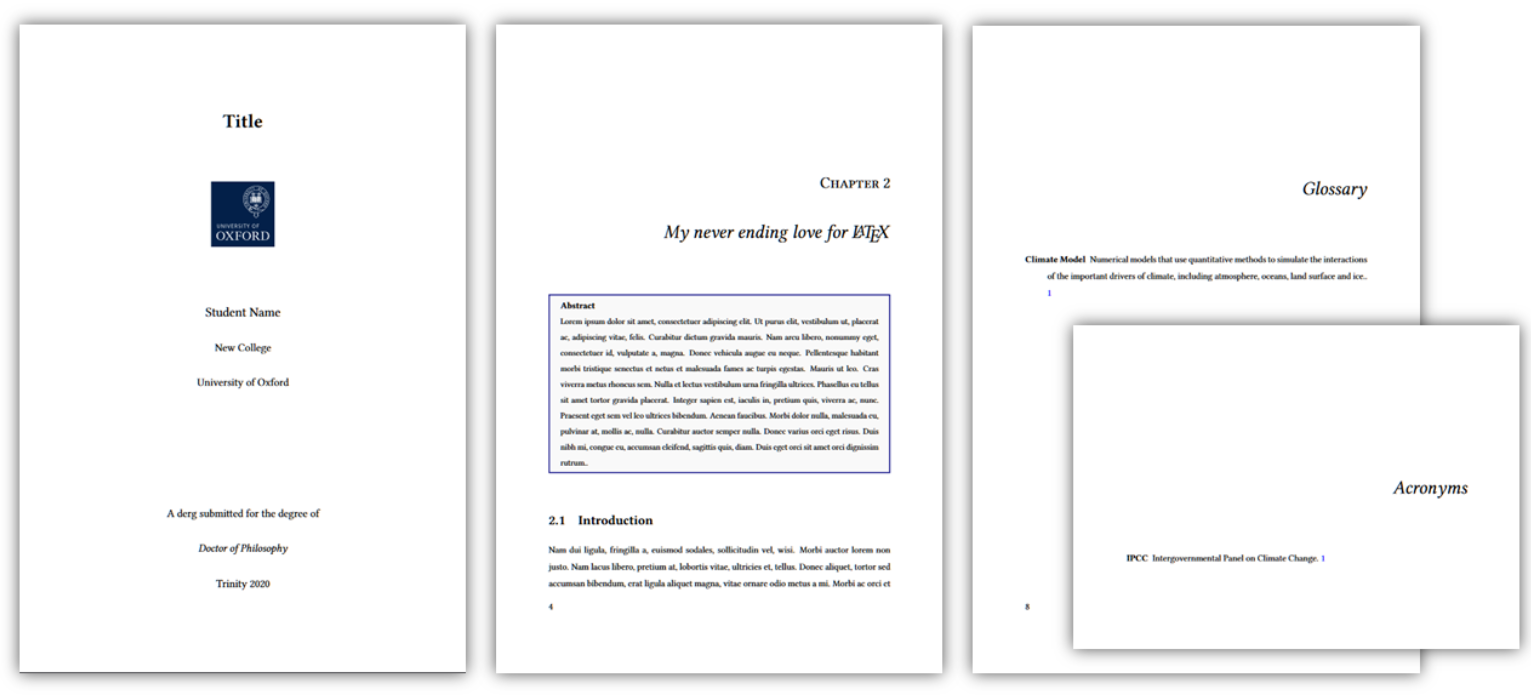 Title
UNIVERSITY OF
OXFORD
Student Name
New College
University of Oxford
A derg submitted for the degree of
Doctor of Philosophy
Trinity 2020
Chapter 2
My never ending love for LATEX
Abstract
Lorem ipsum dolor sit amet, consectetuer adipiscing elit. Ut purus elit, vestibulum ut, placerat
ac, adipiscing vitae, felis. Curabitur dictum gravida mauris. Nam arcu libero, nonummy eget,
consectetuer id, vulputate a, magna. Donec vehicula augue eu neque. Pellentesque habitant
morbi tristique senectus et netus et malesuada fames ac turpis egestas. Mauris ut leo. Cras
viverra metus rhoncus sem. Nulla et lectus vestibulum urna fringilla ultrices. Phasellus eu tellus
sit amet tortor gravida placerat. Integer sapien est, iaculis in, pretium quis, viverra ac, nunc.
Praesent eget sem vel leo ultrices bibendum. Aenean faucibus. Morbi dolor nulla, malesuada eu,
pulvinar at, mollis ac, nulla. Curabitur auctor semper nulla. Donec varius orci eget risus. Duis
nibh mi, congue eu, accumsan eleifend, sagittis quis, diam. Duis eget orci sit amet orci dignissim
rutrum..
2.1 Introduction
Nam dui ligula, fringilla a, euismod sodales, sollicitudin vel, wisi. Morbi auctor lorem non
justo. Nam lacus libero, pretium at, lobortis vitae, ultricies et, tellus. Donec aliquet, tortor sed
accumsan bibendum, erat ligula aliquet magna, vitae ornare odio metus a mi. Morbi ac orci et
4
Glossary
Climate Model Numerical models that use quantitative methods to simulate the interactions
of the important drivers of climate, including atmosphere, oceans, land surface and ice..
1
8
Acronyms
IPCC Intergovernmental Panel on Climate Change. 1